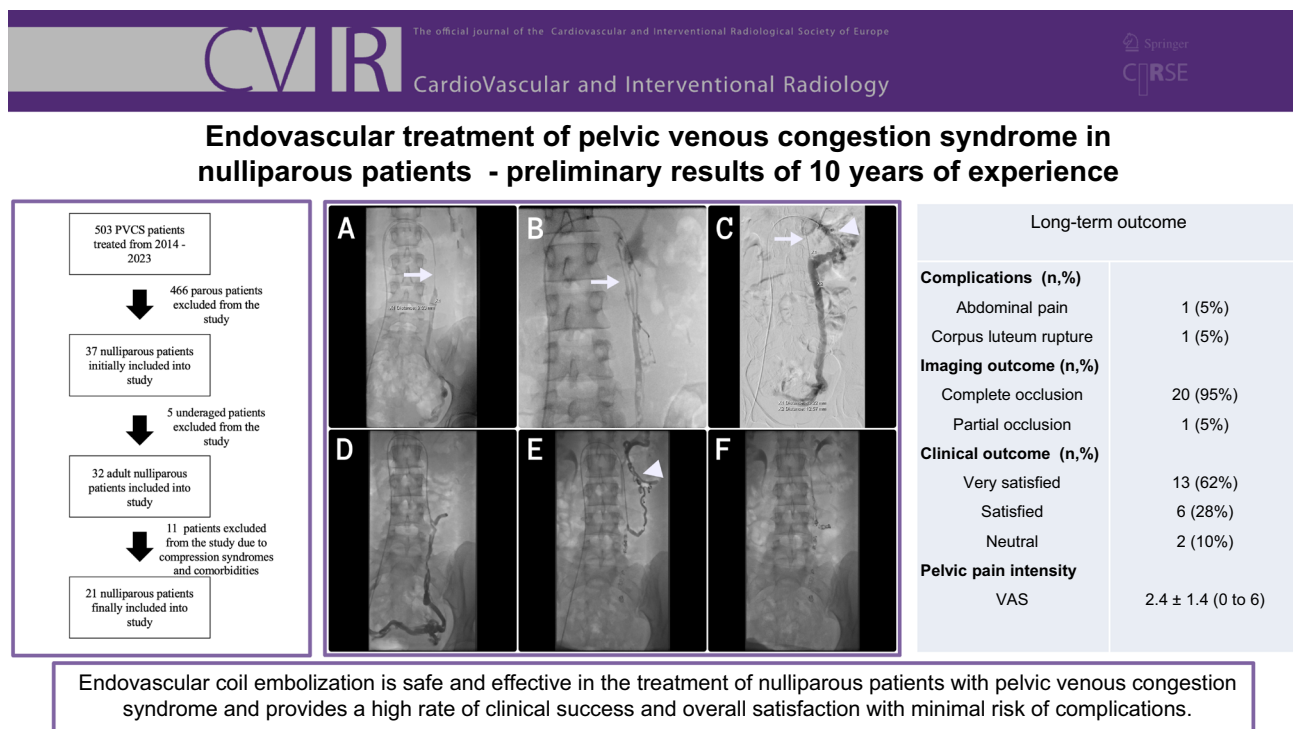 CVIR
The official journal of the Cardiovascular and Interventional Radiological Society of Europe
CardioVascular and Interventional Radiology
Springer
CIRSE
Endovascular treatment of pelvic venous congestion syndrome in
nulliparous patients - preliminary results of 10 years of experience
503 PVCS patients
treated from 2014 -
2023
466 parous patients
excluded from the
study
37 nulliparous patients
initially included into
study
5 underaged patients
excluded from the
study
32 adult nulliparous
patients included into
study
11 patients excluded
from the study due to
compression syndromes
and comorbidities
21 nulliparous patients
finally included into
study
A
B
C
D
E
F
Long-term outcome
Complications (n,%)
Abdominal pain 1 (5%)
Corpus luteum rupture 1 (5%)
Imaging outcome (n,%)
Complete occlusion 20 (95%)
Partial occlusion 1 (5%)
Clinical outcome (n,%)
Very satisfied 13 (62%)
Satisfied 6 (28%)
Neutral 2 (10%)
Pelvic pain intensity
VAS 2.4 ± 1.4 (0 to 6)
Endovascular coil embolization is safe and effective in the treatment of nulliparous patients with pelvic venous congestion
syndrome and provides a high rate of clinical success and overall satisfaction with minimal risk of complications.